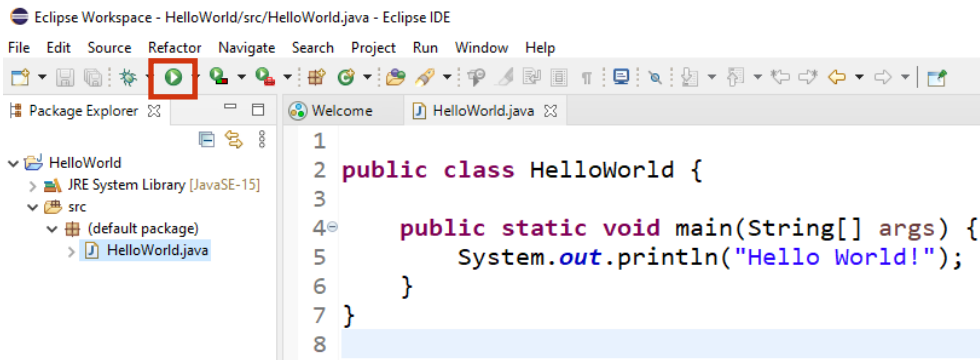 Eclipse Workspace - HelloWorld/src/HelloWorld.java - Eclipse IDE
File Edit Source Refactor Navigate Search Project Run Window Help
Package Explorer
Welcome HelloWorld.java
HelloWorld
JRE System Library [JavaSE-15]
src
(default package)
HelloWorld.java
1
2 public class HelloWorld {
3
4 public static void main(String[] args) {
5 System.out.println("Hello World!");
6 }
7 }
8